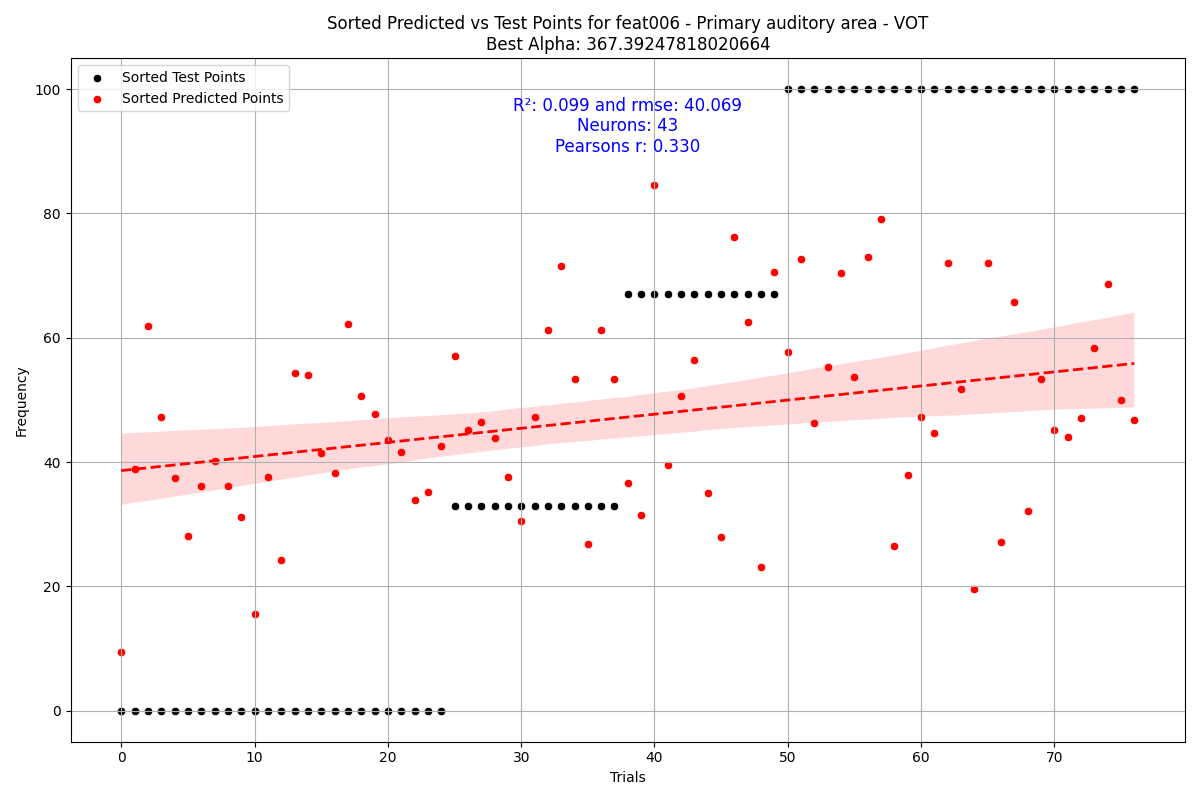 Sorted Predicted vs Test Points for feat006 - Primary auditory area - VOT
Best Alpha: 367.39247818020664
Sorted Test Points
Sorted Predicted Points
R²: 0.099 and rmse: 40.069
Neurons: 43
Pearsons r: 0.330
100
80
60
40
20
0
Frequency
0 10 20 30 40 50 60 70
Trials